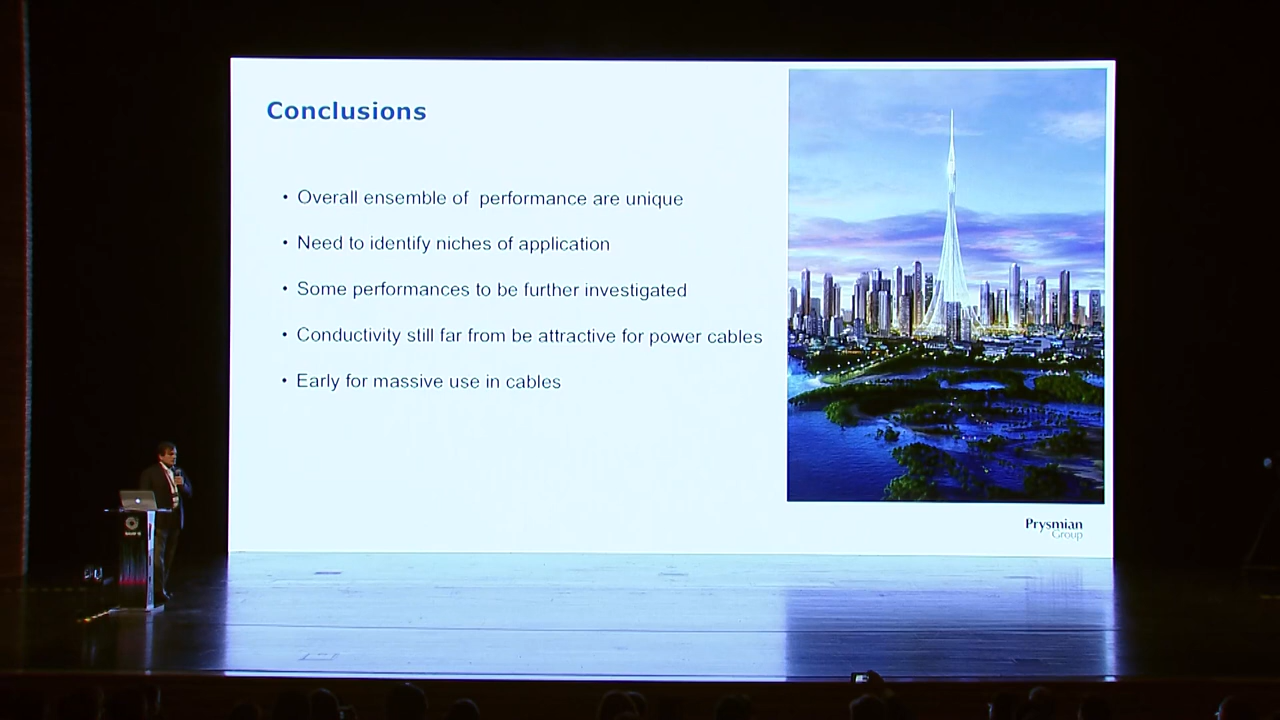 Conclusions
• Overall ensemble of performance are unique
• Need to identify niches of application
• Some performances to be further investigated
• Conductivity still far from be attractive for power cables
• Early for massive use in cables
Prysmian
Group